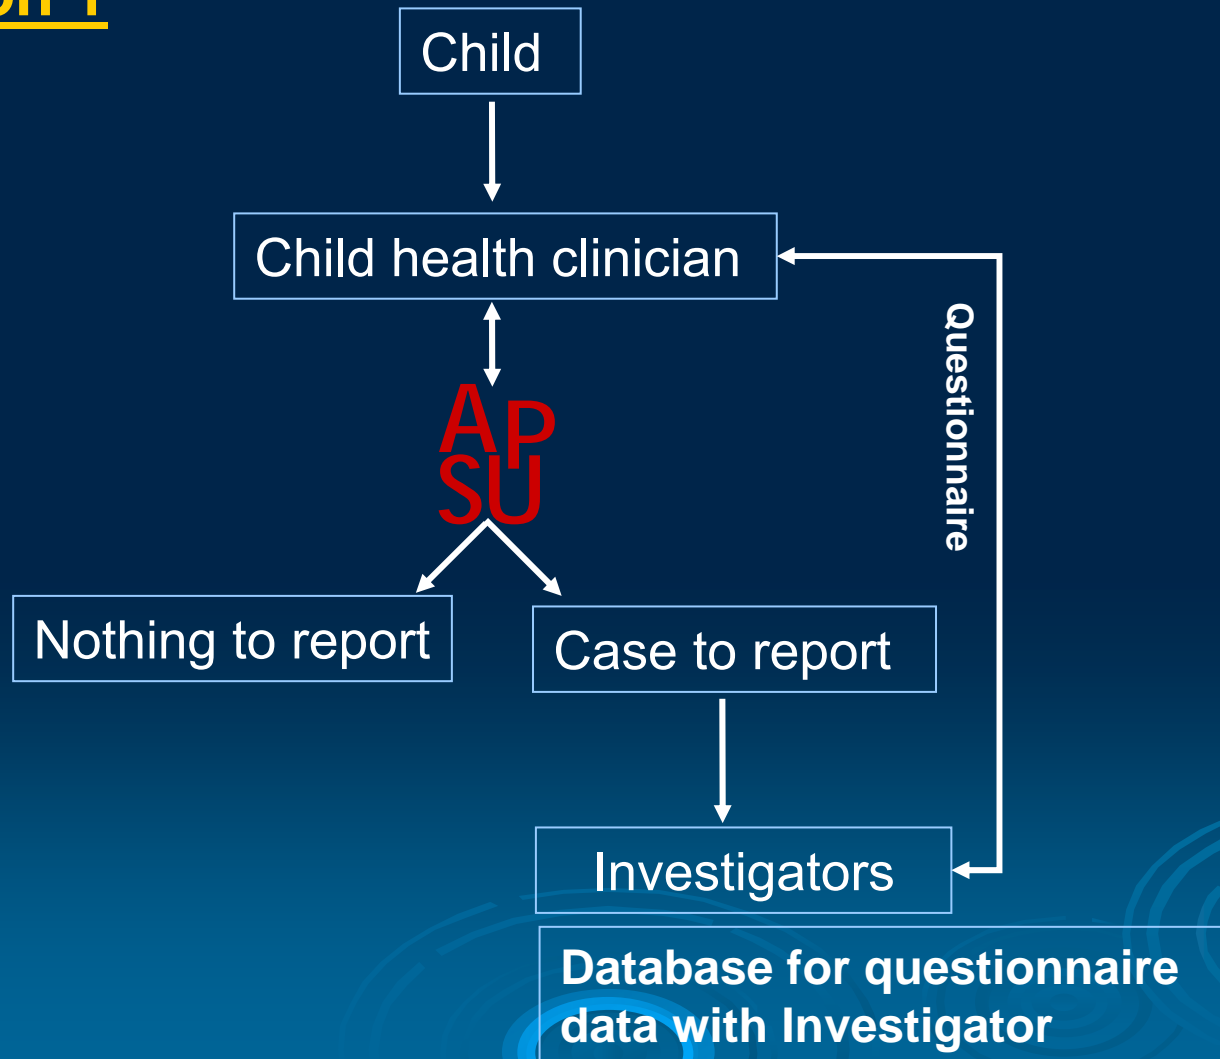 Child
Child health clinician
Questionnaire
AP
SU
Nothing to report
Case to report
Investigators
Database for questionnaire
data with Investigator